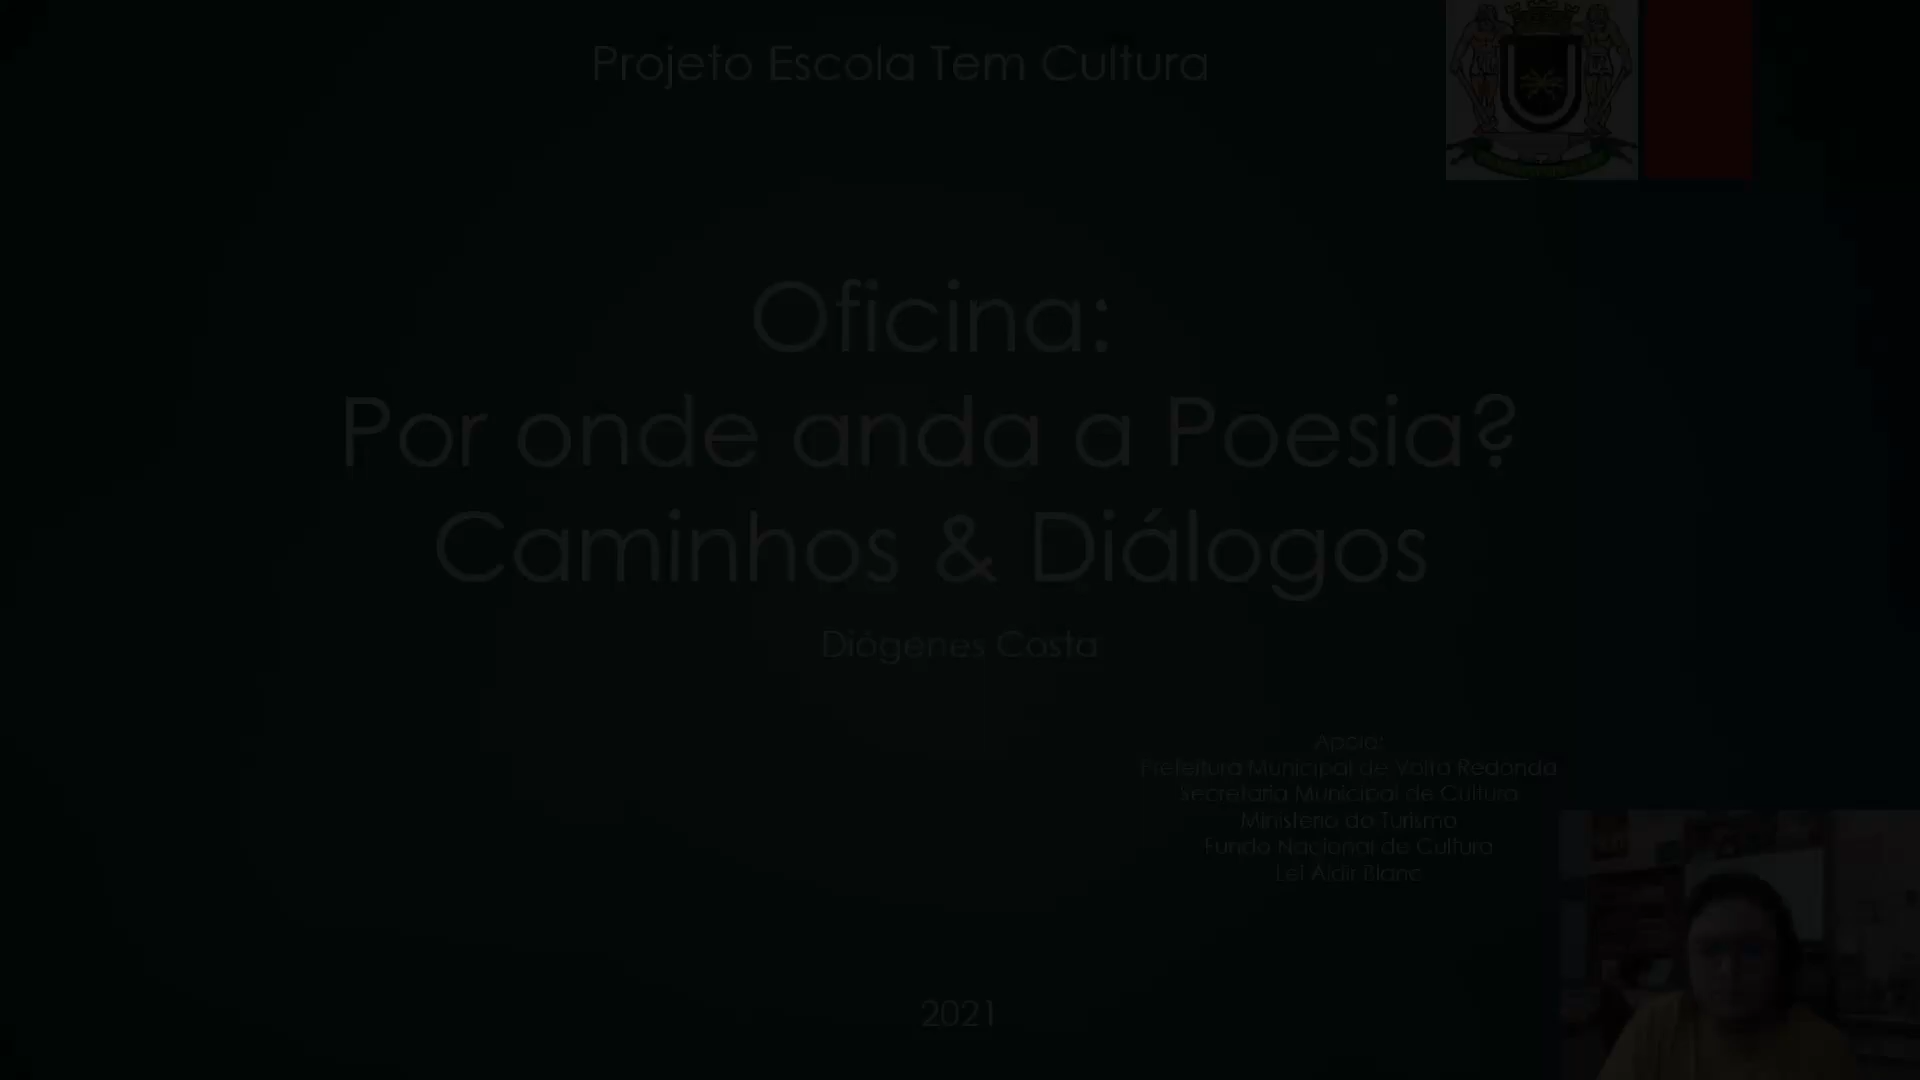 Projeto Escola Tem Cultura
Oficina:
Por onde anda a Poesia?
Caminhos & Diálogos
Diógenes Costa
Apoio:
Prefeitura Municipal de Volta Redonda
Secretaria Municipal de Cultura
Ministério do Turismo
Fundo Nacional de Cultura
Lei Aldir Blanc
2021